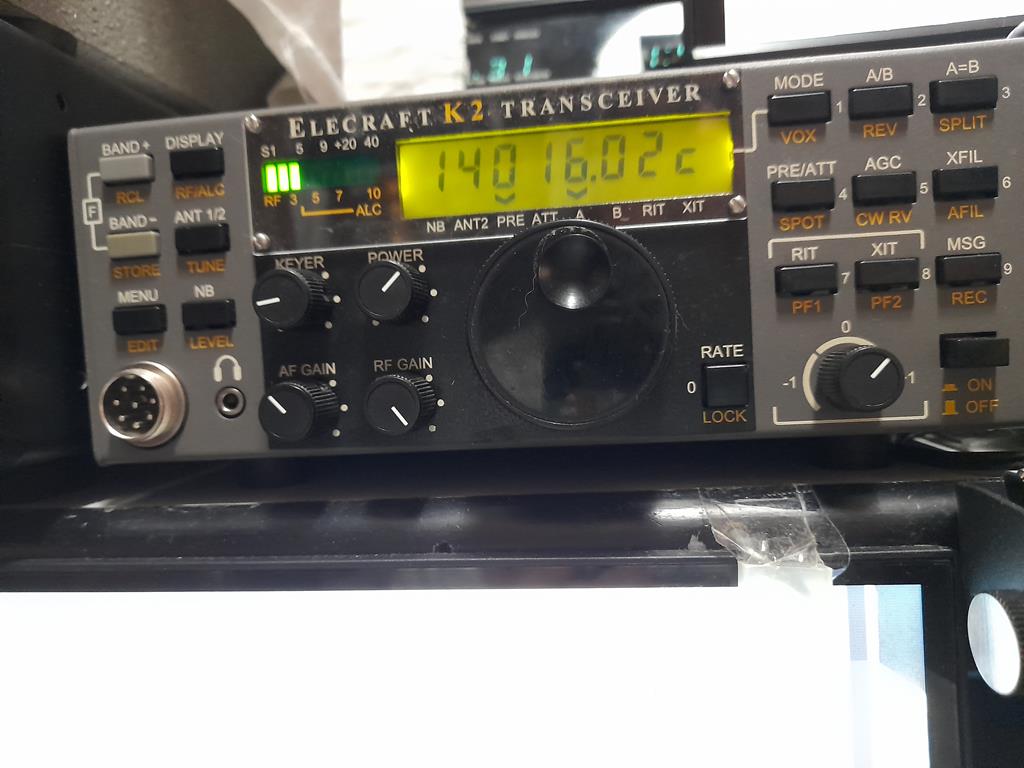 ELECRAFT K2 TRANSCEIVER
S1 5 9 +20 40
RF 3 5 7 10
ALC
14016.02c
NB ANT2 PRE ATT A B RIT XIT
BAND + DISPLAY
RCL RF/ALC
F
BAND- ANT 1/2
STORE TUNE
MENU NB
EDIT LEVEL
KEYER POWER
AF GAIN RF GAIN
RATE
0
LOCK
MODE A/B A=B
1 2 3
VOX REV SPLIT
PRE/ATT AGC XFIL
4 5 6
SPOT CW RV AFIL
RIT XIT MSG
7 8 9
PF1 PF2 REC
0
-1 +1
ON
OFF
31